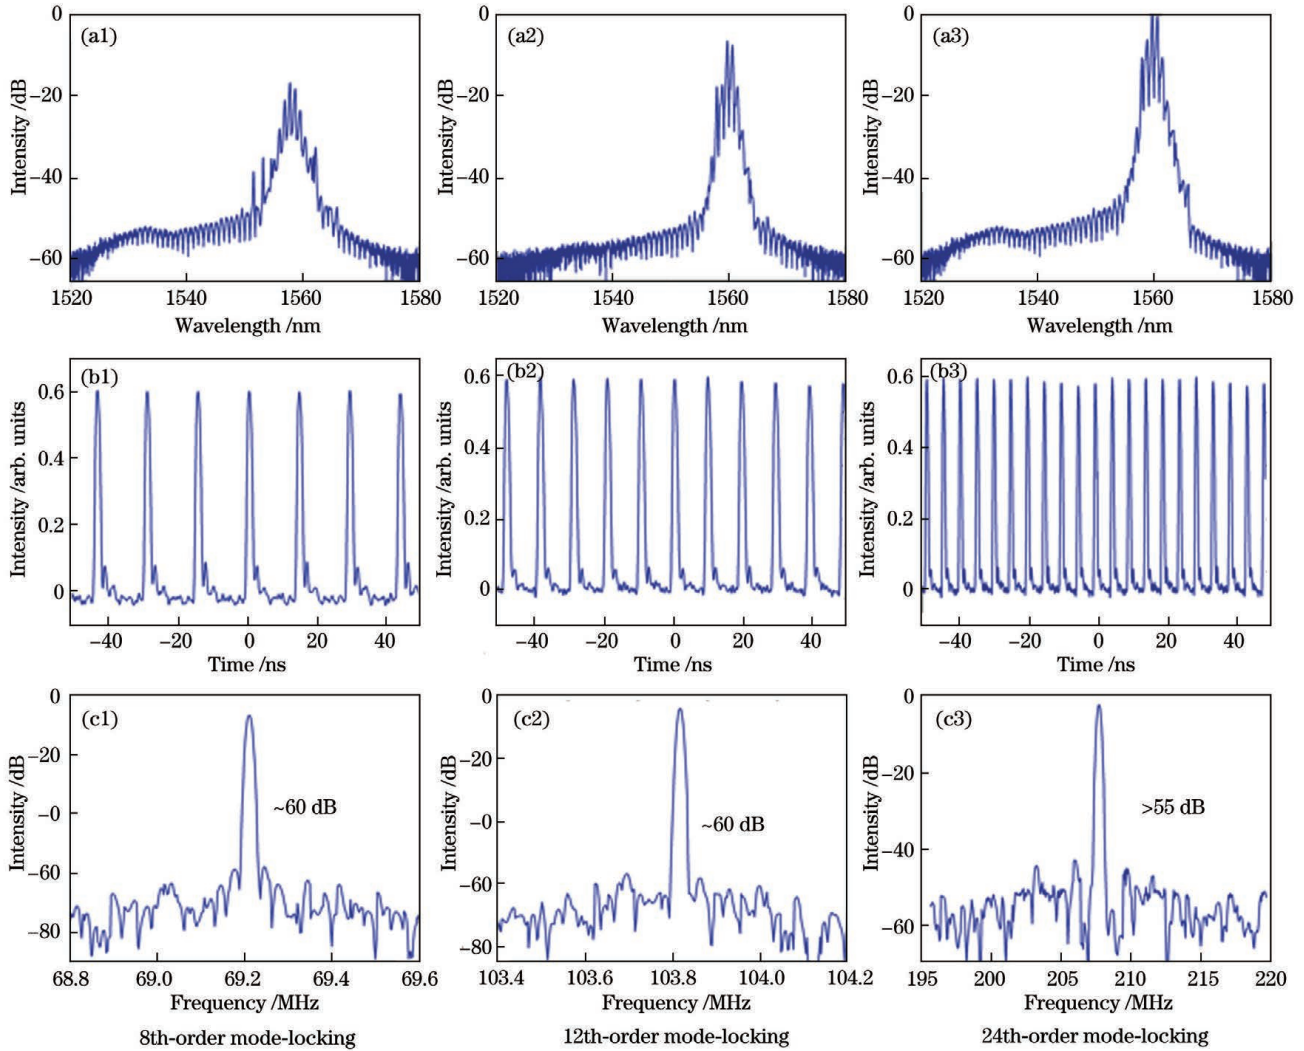 (a1) (a2) (a3)
0 0 0
−20 −20 −20
−40 −40 −40
−60 −60 −60
Intensity /dB Intensity /dB Intensity /dB
1520 1540 1560 1580 1520 1540 1560 1580 1520 1540 1560 1580
Wavelength /nm Wavelength /nm Wavelength /nm
(b1) (b2) (b3)
0.6 0.6 0.6
0.4 0.4 0.4
0.2 0.2 0.2
0 0 0
Intensity /arb. units Intensity /arb. units Intensity /arb. units
−40 −20 0 20 40 −40 −20 0 20 40 −40 −20 0 20 40
Time /ns Time /ns Time /ns
(c1) (c2) (c3)
0 0 0
−20 −20 −20
−0 −0 −40
−60 −60 −60
−80 −80
~60 dB ~60 dB >55 dB
Intensity /dB Intensity /dB Intensity /dB
68.8 69.0 69.2 69.4 69.6 103.4 103.6 103.8 104.0 104.2 195 200 205 210 215 220
Frequency /MHz Frequency /MHz Frequency /MHz
8th-order mode-locking 12th-order mode-locking 24th-order mode-locking